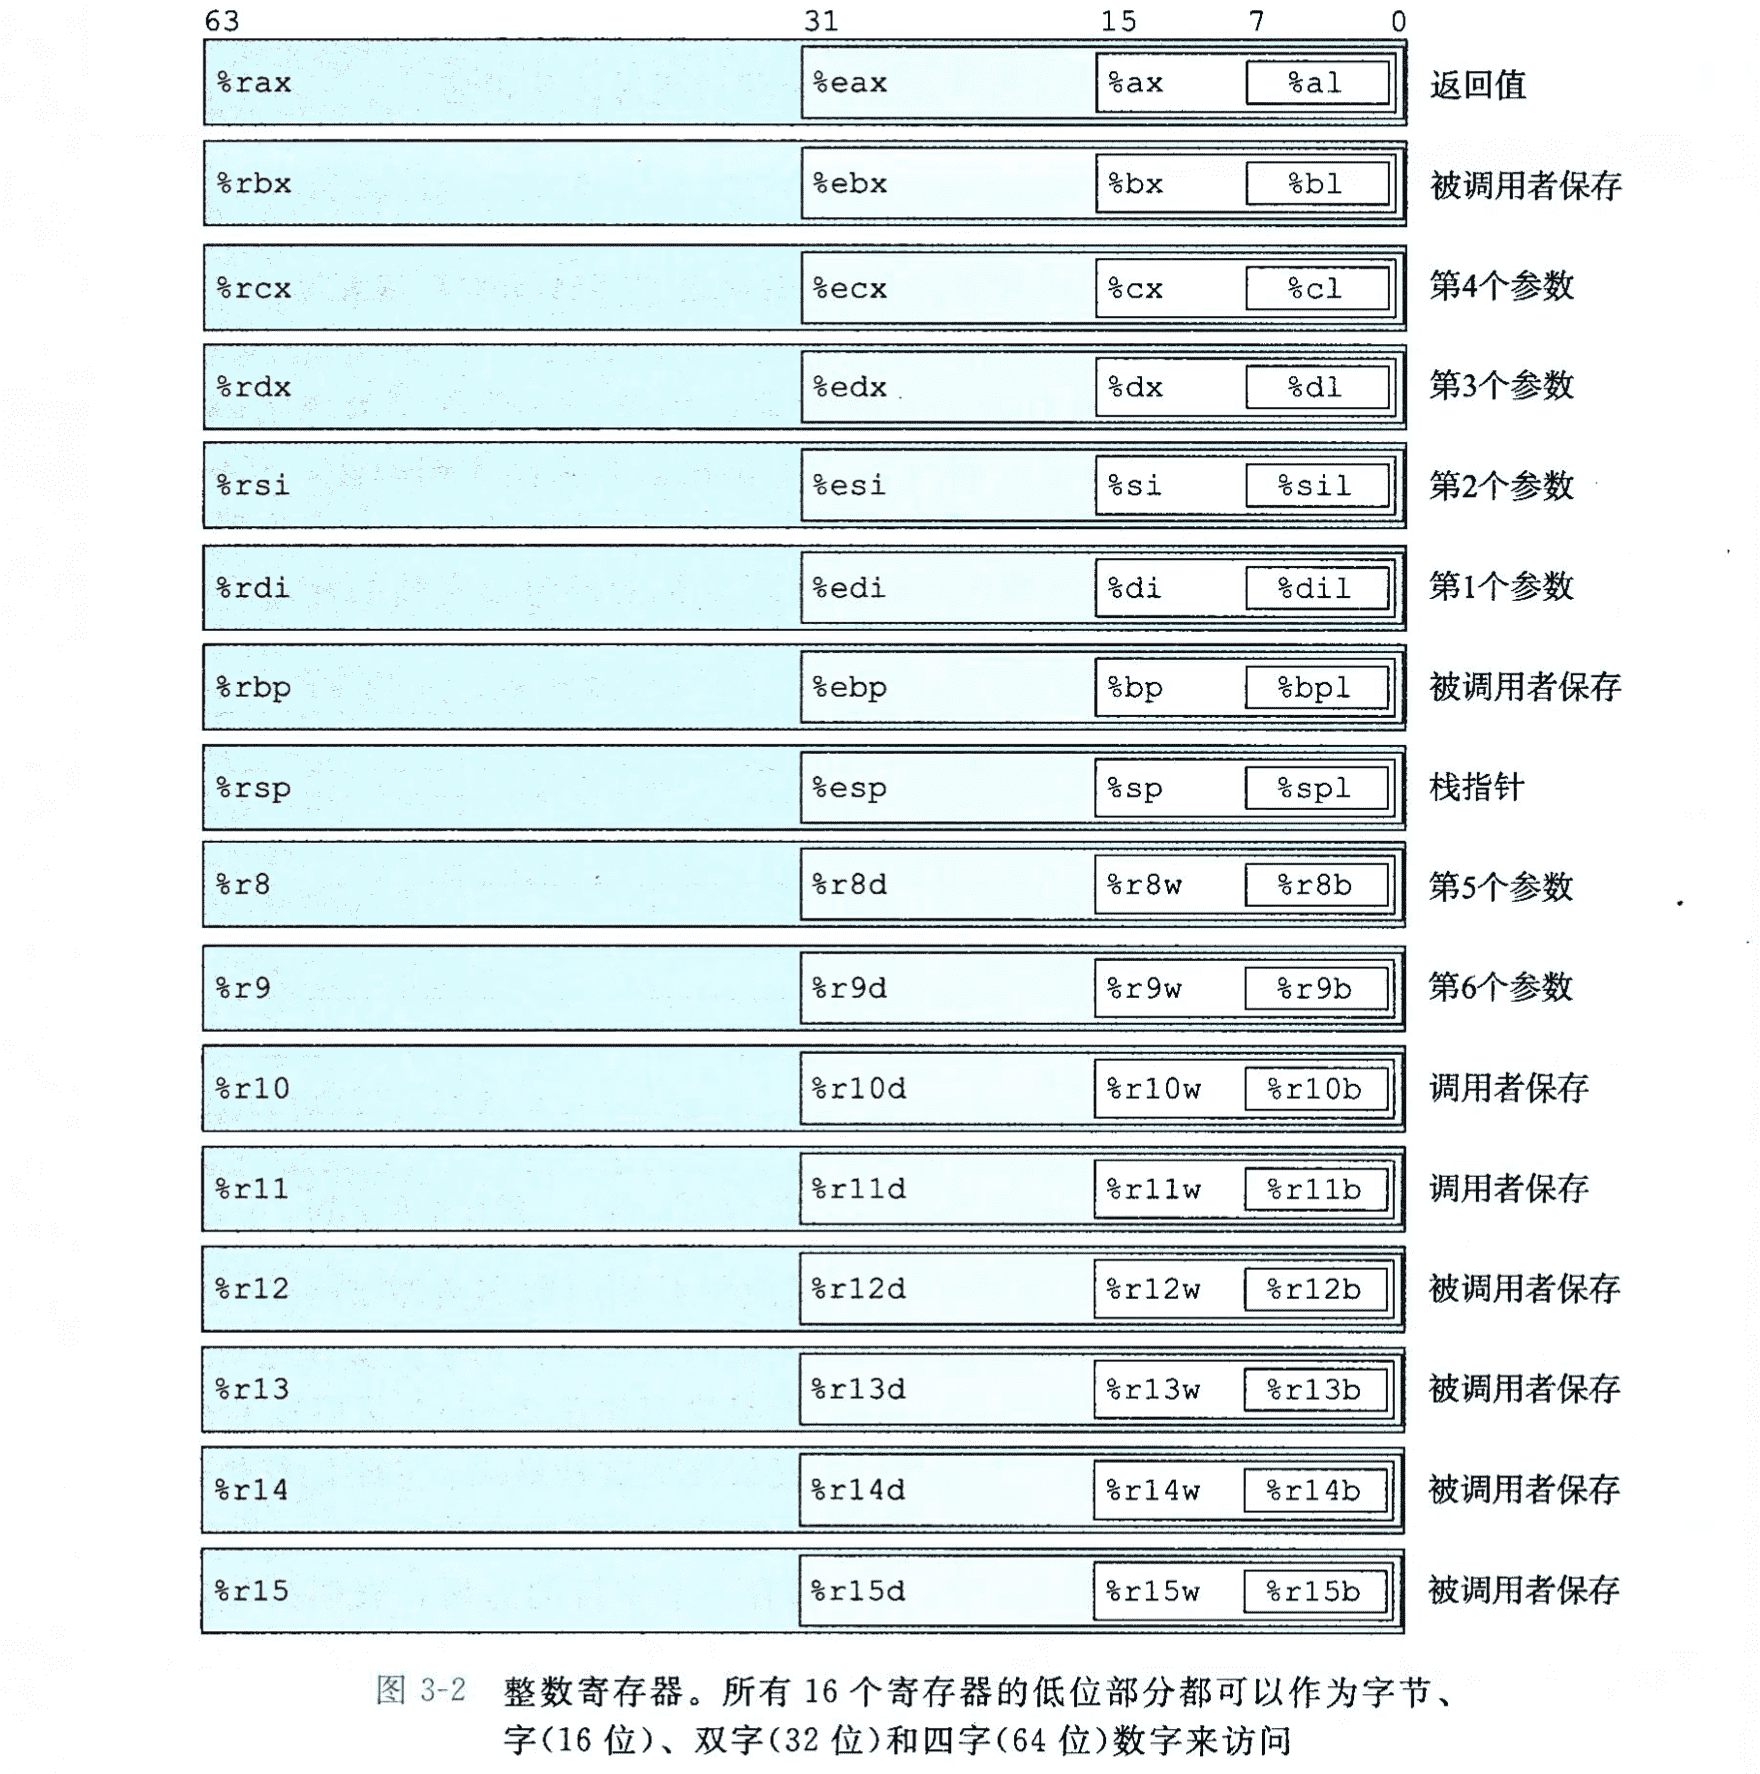 63 31 15 7 0
%rax %eax %ax %al 返回值
%rbx %ebx %bx %bl 被调用者保存
%rcx %ecx %cx %cl 第4个参数
%rdx %edx %dx %dl 第3个参数
%rsi %esi %si %sil 第2个参数
%rdi %edi %di %dil 第1个参数
%rbp %ebp %bp %bpl 被调用者保存
%rsp %esp %sp %spl 栈指针
%r8 %r8d %r8w %r8b 第5个参数
%r9 %r9d %r9w %r9b 第6个参数
%r10 %r10d %r10w %r10b 调用者保存
%r11 %r11d %r11w %r11b 调用者保存
%r12 %r12d %r12w %r12b 被调用者保存
%r13 %r13d %r13w %r13b 被调用者保存
%r14 %r14d %r14w %r14b 被调用者保存
%r15 %r15d %r15w %r15b 被调用者保存
图 3-2 整数寄存器。所有 16 个寄存器的低位部分都可以作为字节、
字(16 位)、双字(32 位)和四字(64 位)数字来访问